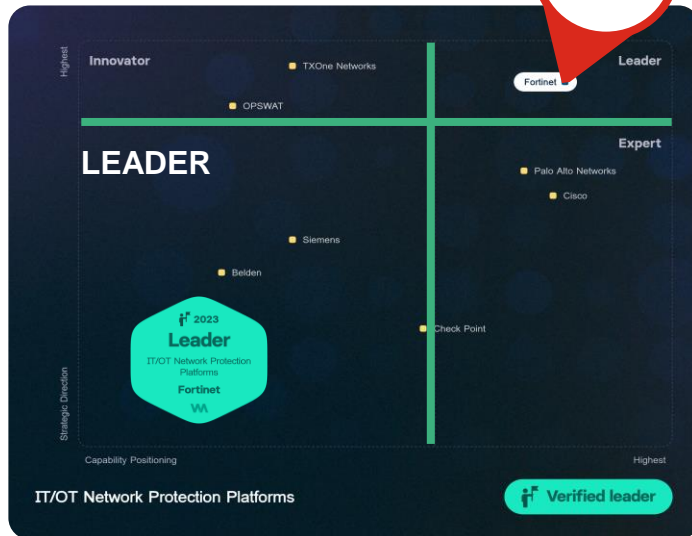 Highest
Innovator
TXOne Networks
Leader
Fortinet
OPSWAT
LEADER
Expert
Palo Alto Networks
Cisco
Siemens
Belden
2023
Leader
IT/OT Network Protection
Platforms
Fortinet
Check Point
Strategic Direction
Capability Positioning
Highest
IT/OT Network Protection Platforms
Verified leader